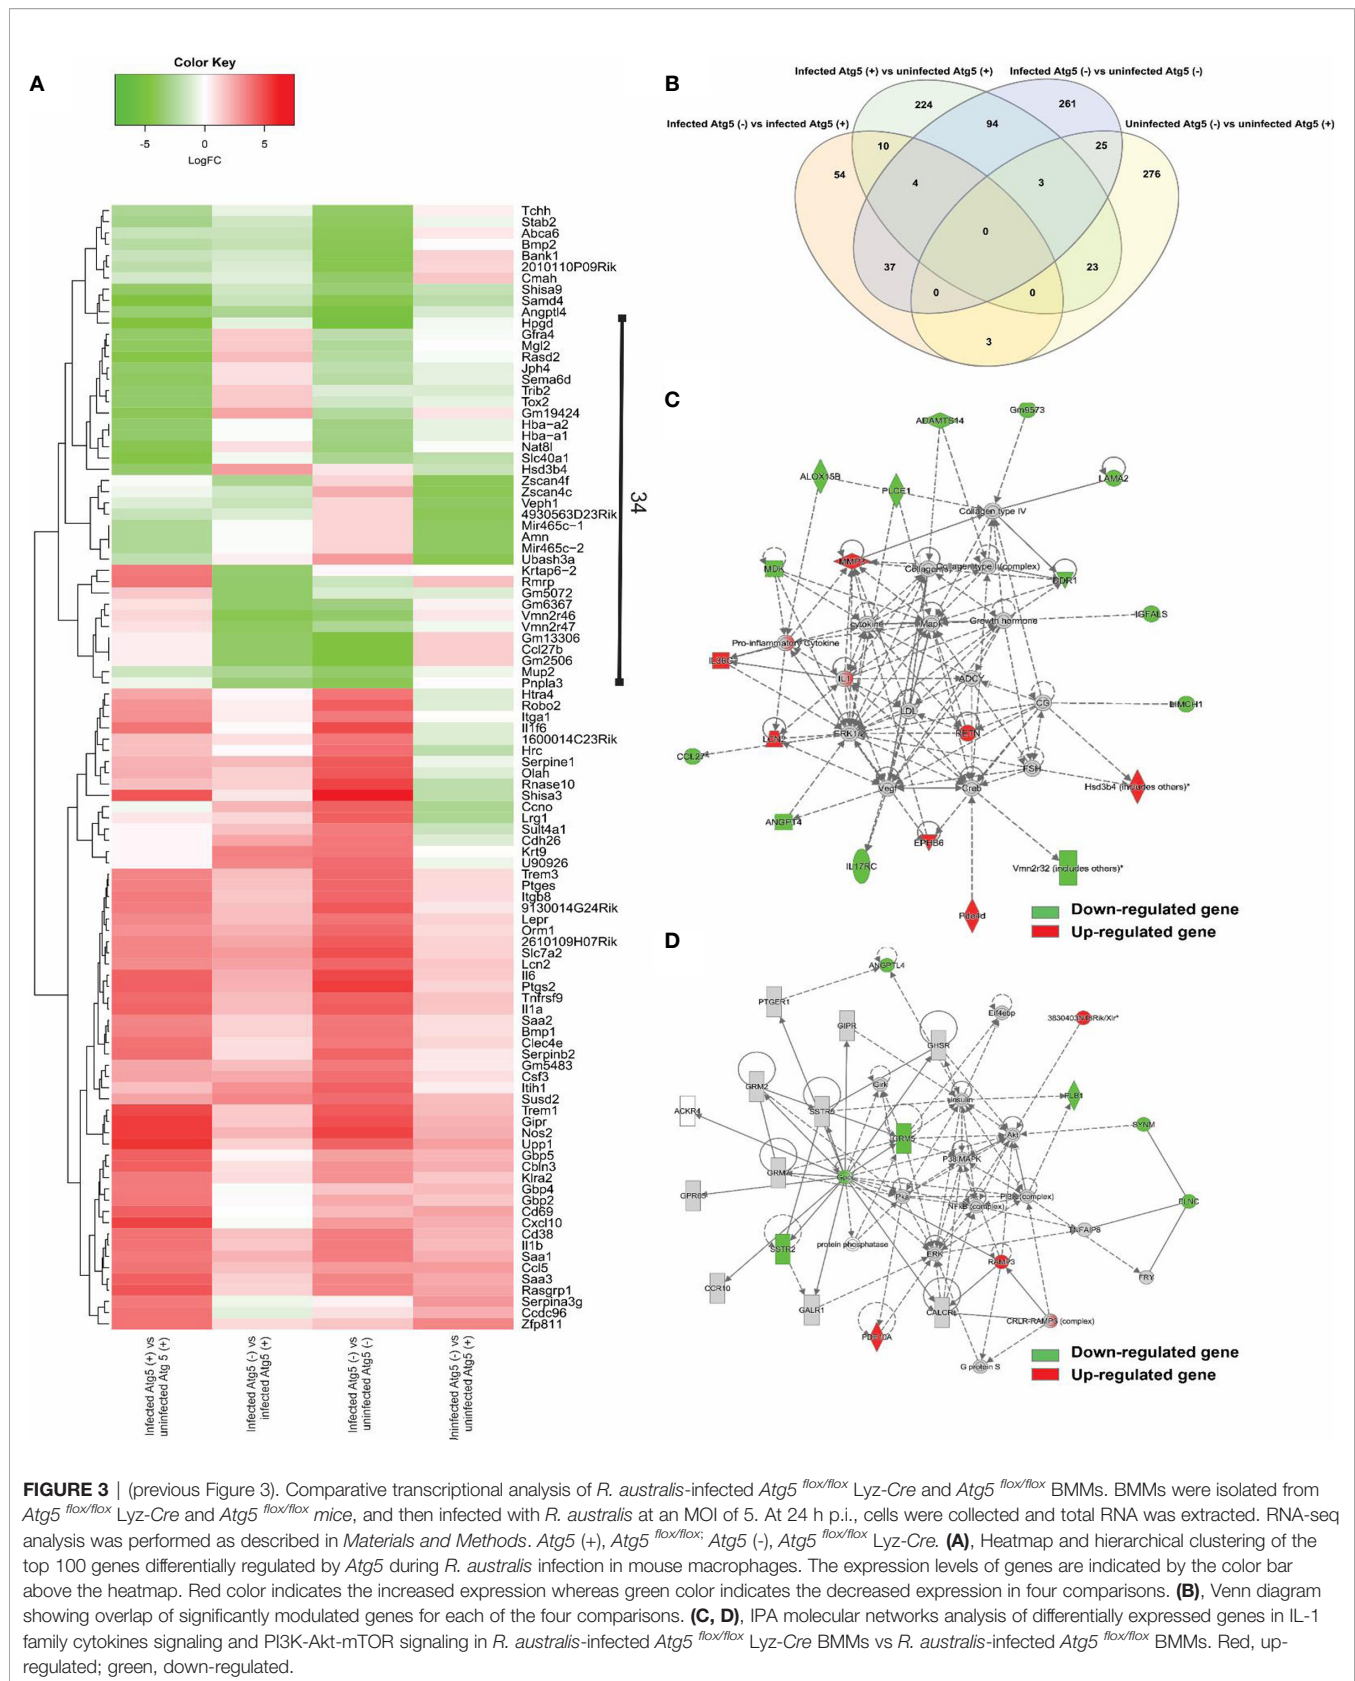 A
Color Key
-5
0
5
LogFC
Tchh
Stab2
Abca6
Bmp2
Bank1
2010110P09Rik
Cmah
Shisa9
Samd4
Angptl4
Hpgd
Gfra4
Mgl2
Rasd2
Jph4
Sema6d
Trib2
Tox2
Gm19424
Hba−a2
Hba−a1
Nat8l
Slc40a1
Hsd3b4
Zscan4f
Zscan4c
Veph1
4930563D23Rik
Mir465c−1
Amn
Mir465c−2
Ubash3a
Krtap6−2
Rmrp
Gm5072
Gm6367
Vmn2r46
Vmn2r47
Gm13306
Ccl27b
Gm2506
Mup2
Pnpla3
Htra4
Robo2
Itga1
Il1f6
1600014C23Rik
Hrc
Serpine1
Olah
Rnase10
Shisa3
Ccno
Lrg1
Sult4a1
Cdh26
Krt9
U90926
Trem3
Ptges
Itgb8
9130014G24Rik
Lepr
Orm1
2610109H07Rik
Slc7a2
Lcn2
Il6
Ptgs2
Tnfrsf9
Il1a
Saa2
Bmp1
Clec4e
Serpinb2
Gm5483
Csf3
Itih1
Susd2
Trem1
Gipr
Nos2
Upp1
Gbp5
Cbln3
Klra2
Gbp4
Gbp2
Cd69
Cxcl10
Cd38
Il1b
Saa1
Ccl5
Saa3
Rasgrp1
Serpina3g
Ccdc96
Zfp811
34
Infected Atg5 (+) vs
uninfected Atg 5 (+)
Infected Atg5 (-) vs
infected Atg5 (+)
Infected Atg5 (-) vs
uninfected Atg5 (-)
Jninfected Atg5 (-) vs
uninfected Atg5 (+)
B
Infected Atg5 (+) vs uninfected Atg5 (+)
Infected Atg5 (-) vs uninfected Atg5 (-)
Infected Atg5 (-) vs infected Atg5 (+)
Uninfected Atg5 (-) vs uninfected Atg5 (+)
224
261
94
10
25
54
4
3
276
0
37
23
0
0
3
C
ADAMTS14
Gm9573
ALOX15B
PLCE1
LAMA2
Collagen type IV
MDK
Collagen(s)
Collagen type II (complex)
IGFALS
cytokine
Mapk
Growth hormone
Pro-inflammatory Cytokine
IL1
ADCY
CG
LIMCH1
LDL
LCN2
ERK1/2
RETN
CCL27*
FSH
Vegf
Creb
Hsd3b4 (includes others)*
ANGPT4
EPHB6
IL17RC
Vmn2r32 (includes others)*
Down-regulated gene
Up-regulated gene
D
ANGPTL4
PTGER1
GIPR
Eif4ebp
GHSR
GRM2
Girk
ACKR4
SSTR5
Insulin
GRM5
Akt
SYNM
P38 MAPK
Pka
NFkB (complex)
PI3K (complex)
FLNC
TNFAIP8
protein phosphatase
SSTR2
ERK
RAMP3
FRY
CCR10
GALR1
CALCRL
CRLR-RAMP3 (complex)
PDE10A
G protein S
Down-regulated gene
Up-regulated gene
FIGURE 3 | (previous Figure 3). Comparative transcriptional analysis of R. australis-infected Atg5 flox/flox Lyz-Cre and Atg5 flox/flox BMMs. BMMs were isolated from
Atg5 flox/flox Lyz-Cre and Atg5 flox/flox mice, and then infected with R. australis at an MOI of 5. At 24 h p.i., cells were collected and total RNA was extracted. RNA-seq
analysis was performed as described in Materials and Methods. Atg5 (+), Atg5 flox/flox; Atg5 (-), Atg5 flox/flox Lyz-Cre. (A), Heatmap and hierarchical clustering of the
top 100 genes differentially regulated by Atg5 during R. australis infection in mouse macrophages. The expression levels of genes are indicated by the color bar
above the heatmap. Red color indicates the increased expression whereas green color indicates the decreased expression in four comparisons. (B), Venn diagram
showing overlap of significantly modulated genes for each of the four comparisons. (C, D), IPA molecular networks analysis of differentially expressed genes in IL-1
family cytokines signaling and PI3K-Akt-mTOR signaling in R. australis-infected Atg5 flox/flox Lyz-Cre BMMs vs R. australis-infected Atg5 flox/flox BMMs. Red, up-
regulated; green, down-regulated.